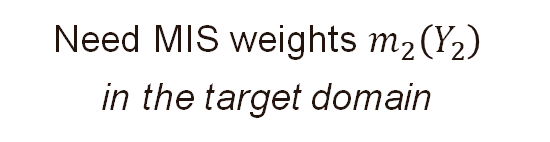 Need MIS weights 𝑚₂(𝑌₂)
in the target domain